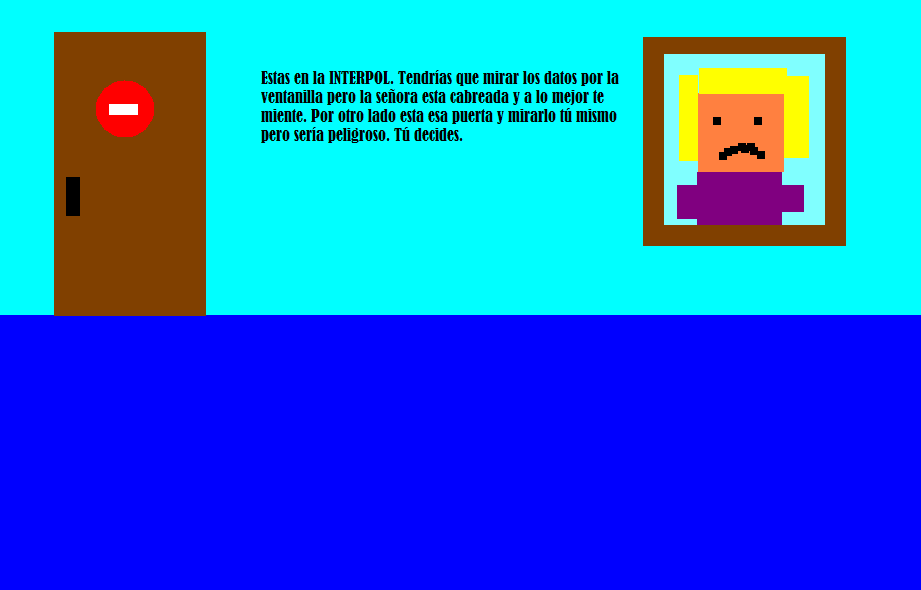 Estas en la INTERPOL. Tendrías que mirar los datos por la
ventanilla pero la señora esta cabreada y a lo mejor te
miente. Por otro lado esta esa puerta y mirarlo tú mismo
pero sería peligroso. Tú decides.